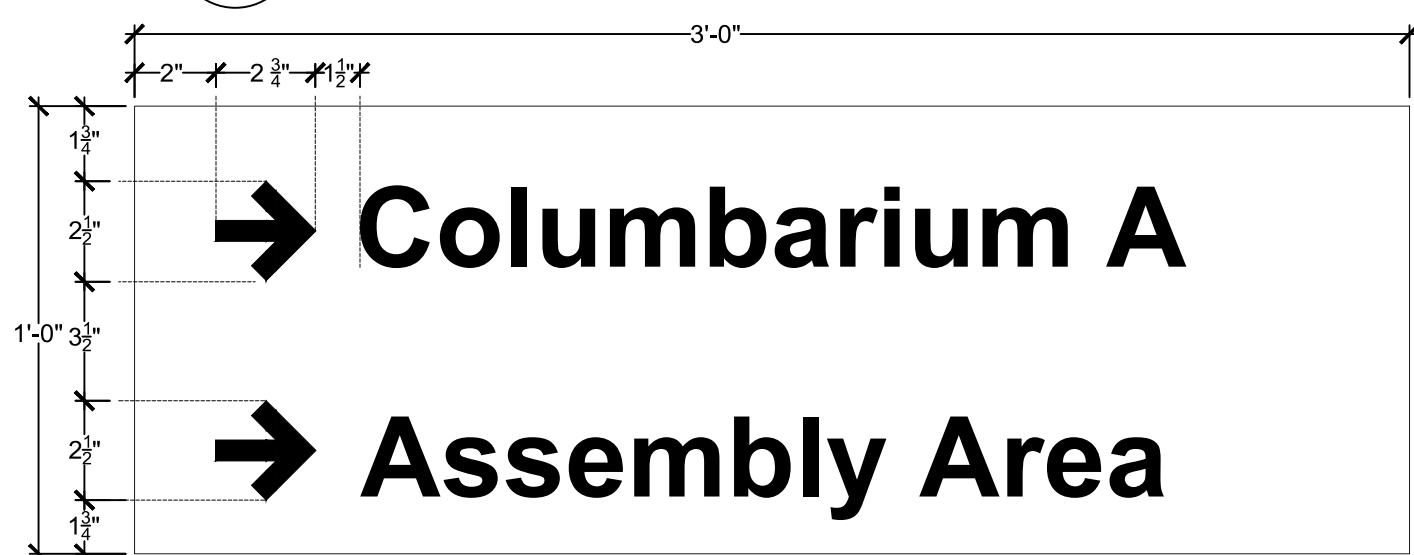 3'-0"
2" 2 3/4" 1 1/2"
1 3/4"
2 1/2" Columbarium A
1'-0" 3 1/2"
2 1/2" Assembly Area
1 3/4"